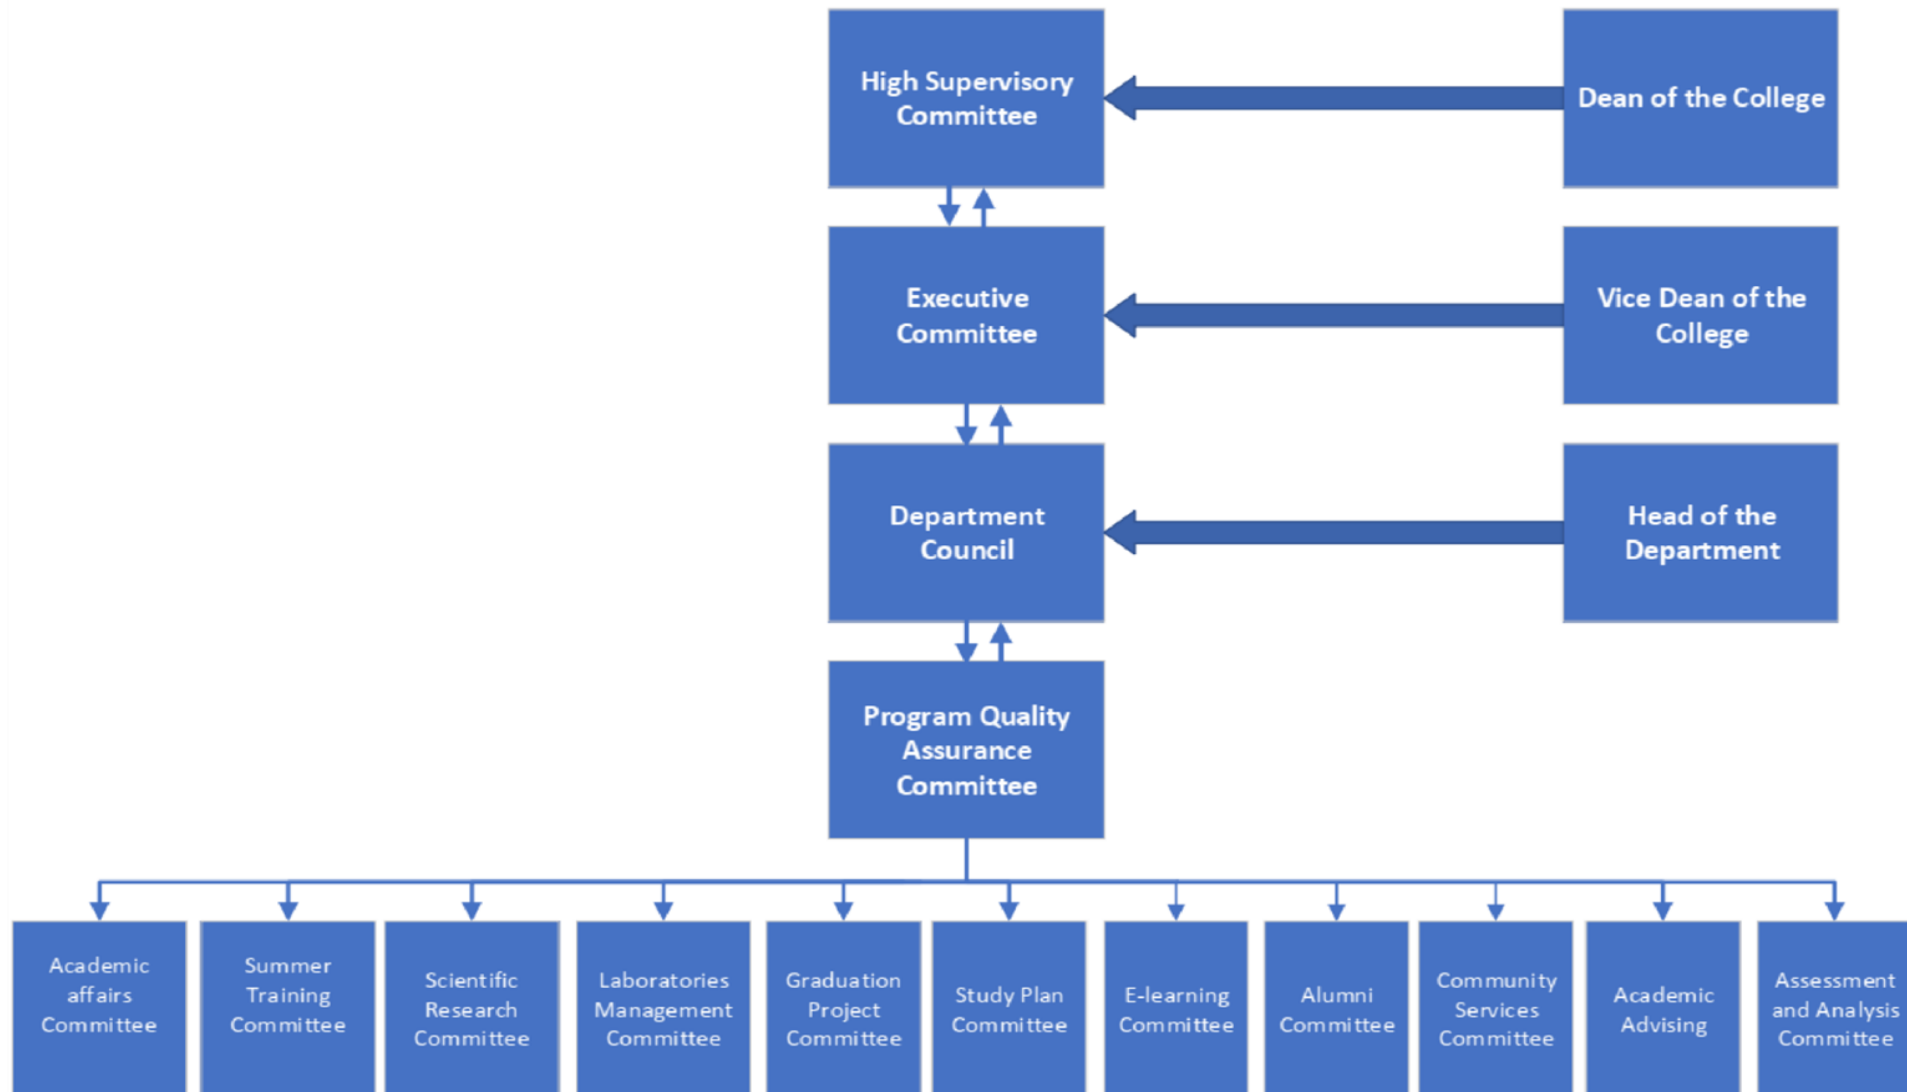 High Supervisory
Committee
Dean of the College
Executive
Committee
Vice Dean of the
College
Department
Council
Head of the
Department
Program Quality
Assurance
Committee
Academic
affairs
Committee
Summer
Training
Committee
Scientific
Research
Committee
Laboratories
Management
Committee
Graduation
Project
Committee
Study Plan
Committee
E-learning
Committee
Alumni
Committee
Community
Services
Committee
Academic
Advising
Assessment
and Analysis
Committee